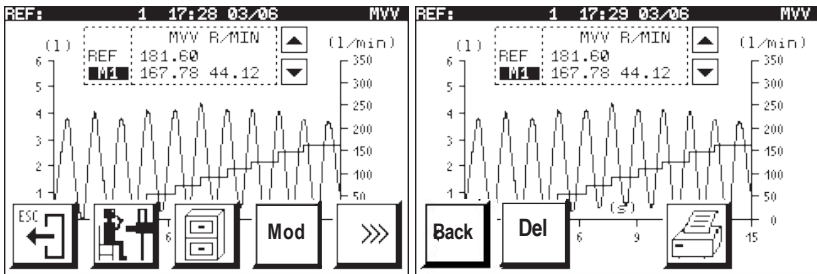 REF: 1 17:28 03/06 MVV
MVV R/MIN
REF 181.60
M1 167.78 44.12
(l) (l/min)
6 350
300
5
250
4
200
3
150
2
100
1
50
ESC
6
Mod
>>>
REF: 1 17:29 03/06 MVV
MVV R/MIN
REF 181.60
M1 167.78 44.12
(l) (l/min)
6 350
300
5
250
4
200
3
150
2
100
1
50
(s)
0
6 9 15
Back
Del